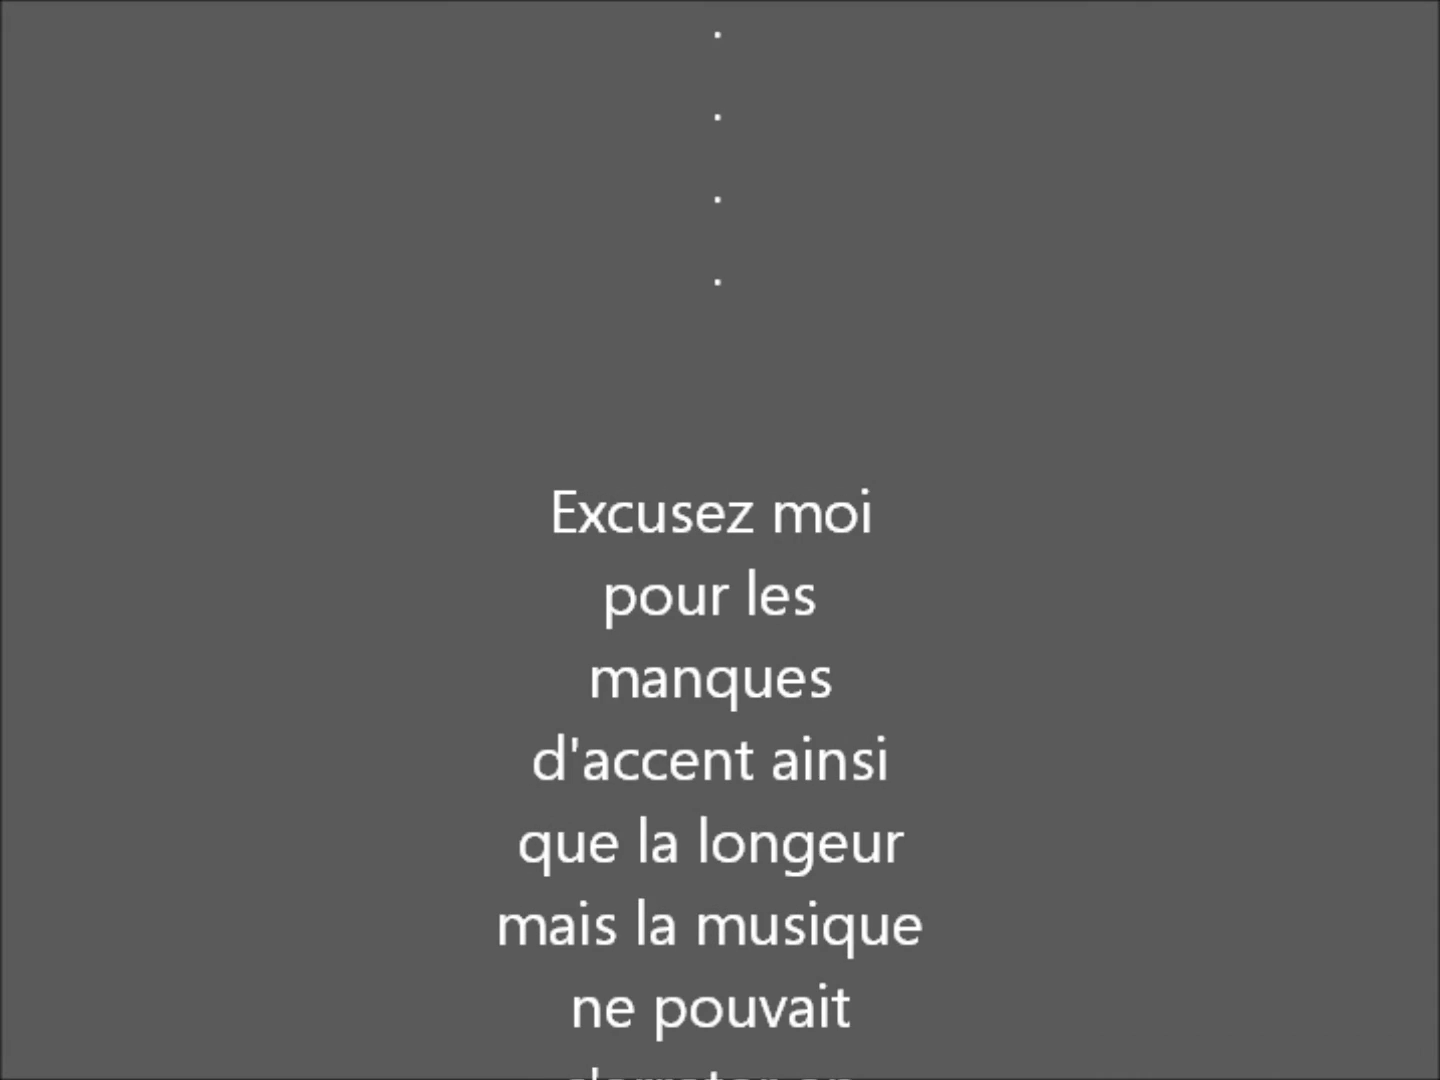 .
.
.
.
Excusez moi
pour les
manques
d'accent ainsi
que la longeur
mais la musique
ne pouvait